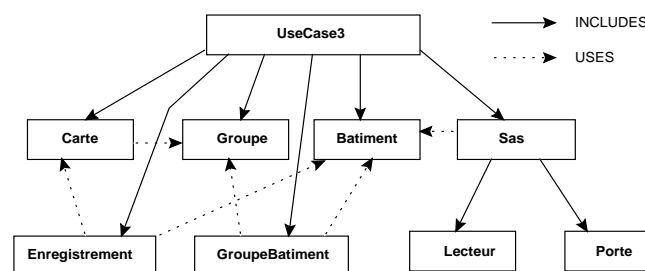 UseCase3
INCLUDES
USES
Carte
Groupe
Batiment
Sas
Enregistrement
GroupeBatiment
Lecteur
Porte